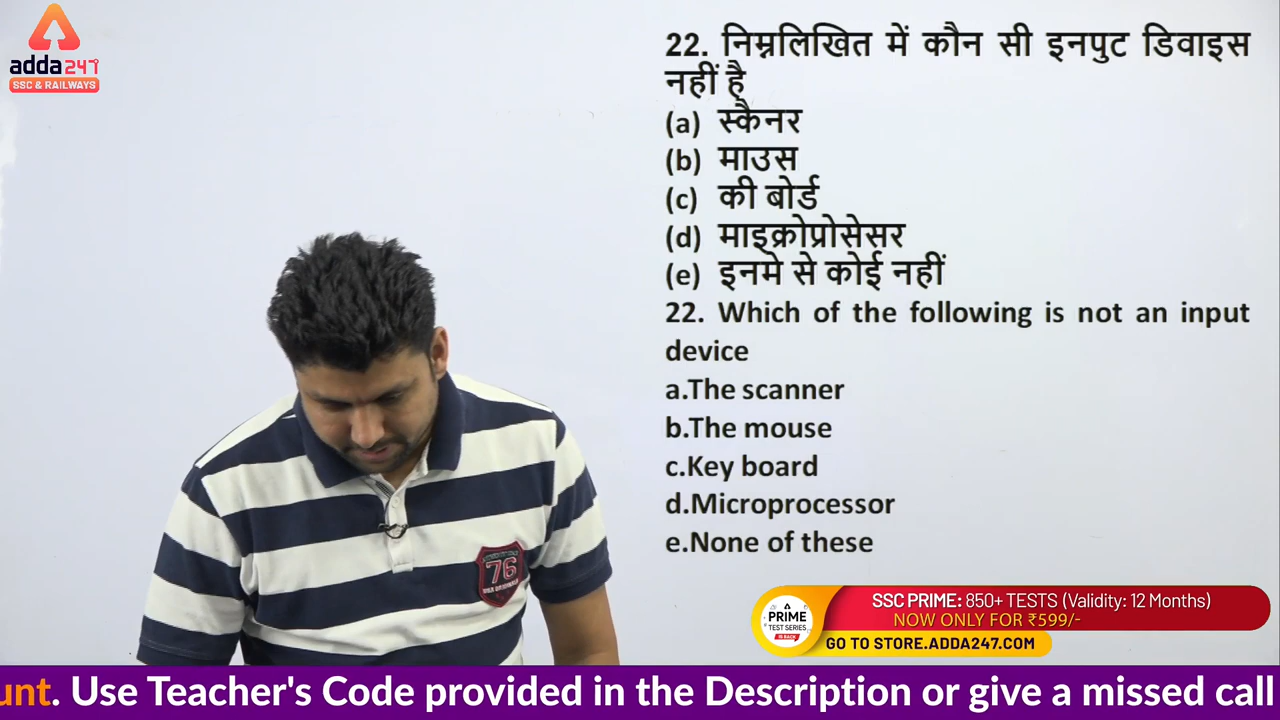 adda247
SSC & RAILWAYS
22. निम्नलिखित में कौन सी इनपुट डिवाइस
नहीं है
(a) स्कैनर
(b) माउस
(c) की बोर्ड
(d) माइक्रोप्रोसेसर
(e) इनमे से कोई नहीं
22. Which of the following is not an input
device
a.The scanner
b.The mouse
c.Key board
d.Microprocessor
e.None of these
76
PRIME
TEST SERIES
SSC PRIME: 850+ TESTS (Validity: 12 Months)
NOW ONLY FOR ₹599/-
GO TO STORE.ADDA247.COM
unt. Use Teacher's Code provided in the Description or give a missed call